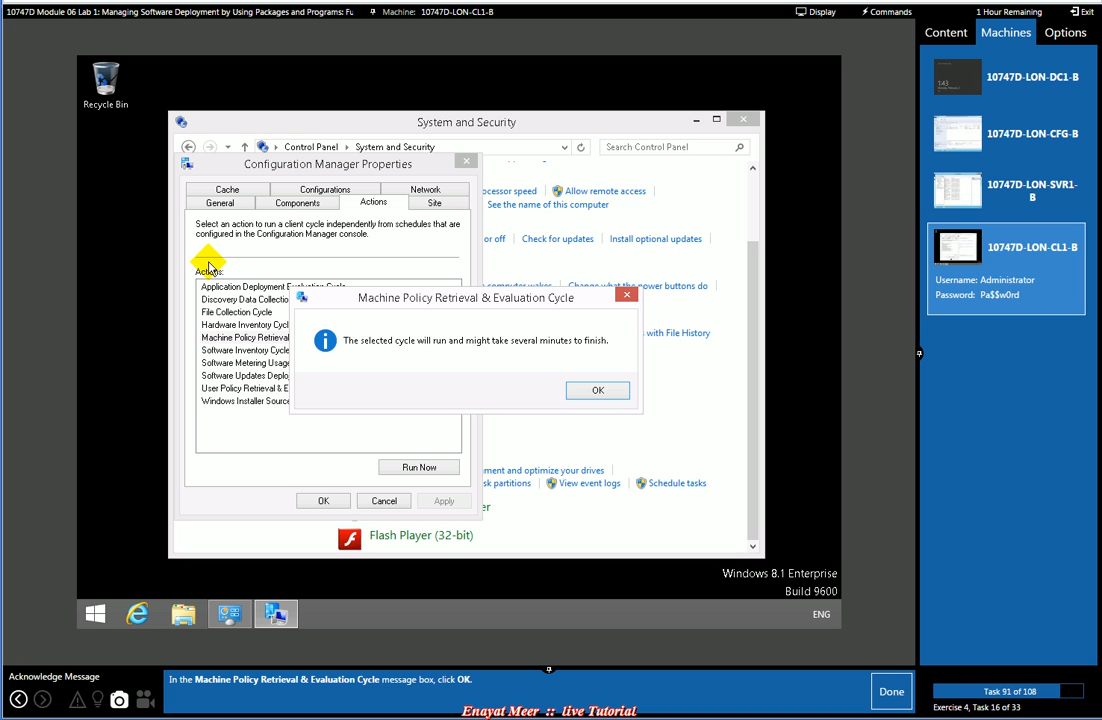 10747D Module 06 Lab 1: Managing Software Deployment by Using Packages and Programs: Fu
Machine: 10747D-LON-CL1-B
Display
Commands
1 Hour Remaining
Exit
Content
Machines
Options
10747D-LON-DC1-B
10747D-LON-CFG-B
10747D-LON-SVR1-
B
10747D-LON-CL1-B
Username: Administrator
Password: Pa$$w0rd
Recycle Bin
System and Security
Control Panel
System and Security
Search Control Panel
Configuration Manager Properties
Cache
Configurations
Network
General
Components
Actions
Site
Select an action to run a client cycle independently from schedules that are
configured in the Configuration Manager console.
Actions:
Application Deployment Evaluation Cycle
Discovery Data Collectio
File Collection Cycle
Hardware Inventory Cycl
Machine Policy Retrieval
Software Inventory Cycle
Software Metering Usage
Software Updates Deplo
User Policy Retrieval & E
Windows Installer Source
Run Now
OK
Cancel
Apply
ocessor speed
Allow remote access
See the name of this computer
or off
Check for updates
Install optional updates
computer wakes
Change what the power buttons do
with File History
Machine Policy Retrieval & Evaluation Cycle
The selected cycle will run and might take several minutes to finish.
OK
ment and optimize your drives
sk partitions
View event logs
Schedule tasks
er
Flash Player (32-bit)
Windows 8.1 Enterprise
Build 9600
ENG
Acknowledge Message
In the Machine Policy Retrieval & Evaluation Cycle message box, click OK.
Done
Task 91 of 108
Exercise 4, Task 16 of 33
Enayat Meer :: live Tutorial